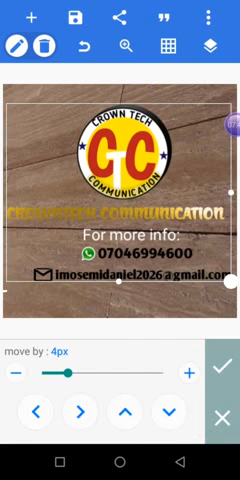 CROWN TECH
CTC
COMMUNICATION
CROWNTECH COMMUNICATION
For more info:
07046994600
imosemidaniel2026@gmail.com
move by : 4px